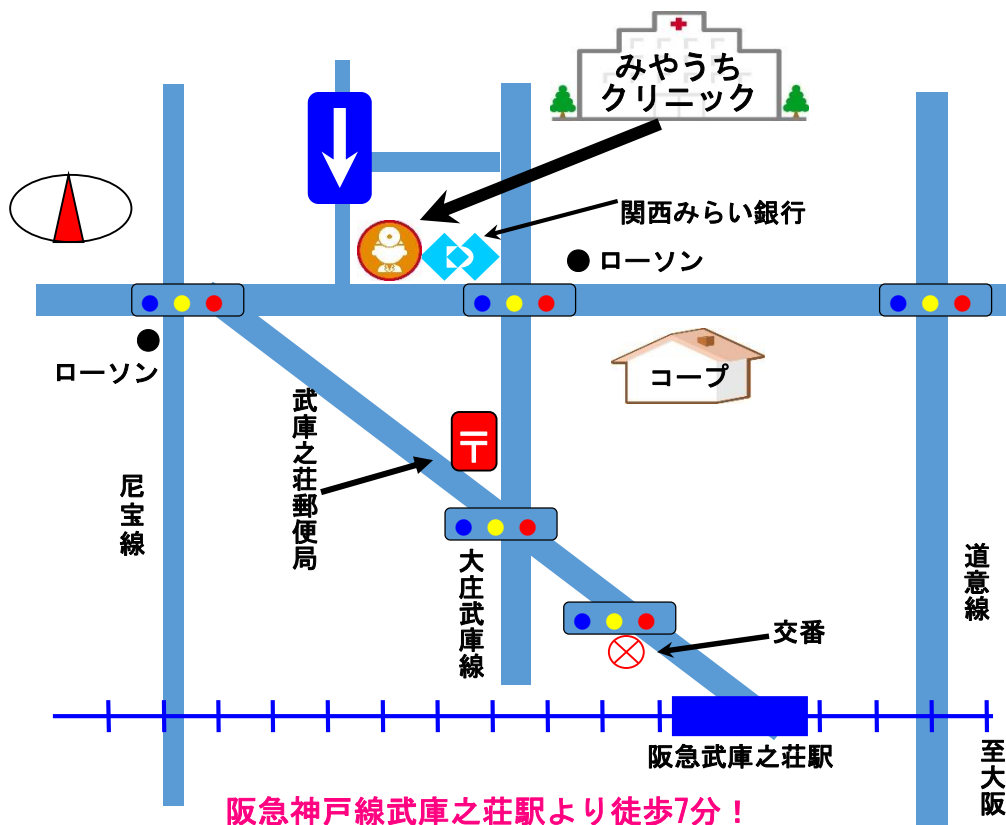 みやうち
クリニック
関西みらい銀行
ローソン
ローソン
コープ
武庫之荘郵便局
〒
尼宝線
大庄武庫線
道意線
交番
阪急武庫之荘駅
至大阪
阪急神戸線武庫之荘駅より徒歩7分！